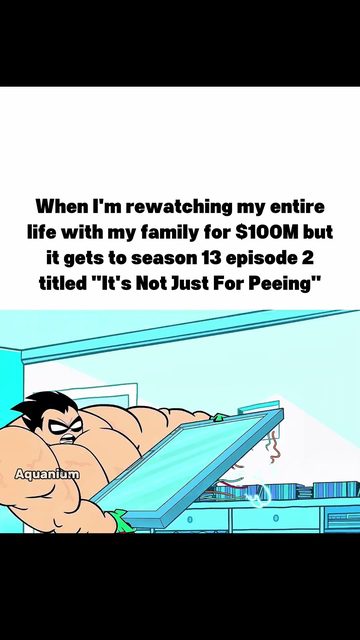 When I'm rewatching my entire
life with my family for $100M but
it gets to season 13 episode 2
titled "It's Not Just For Peeing"
Aquanium